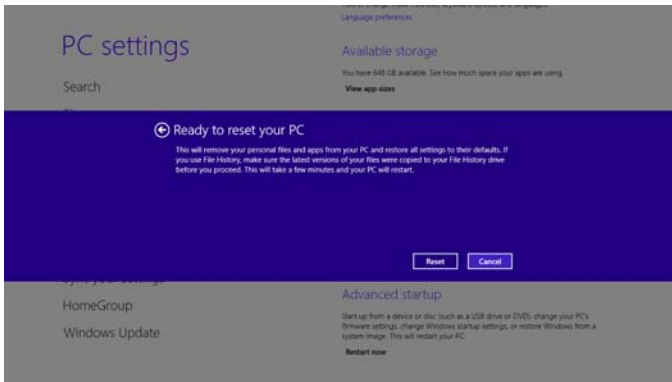 Language preferences
PC settings
Available storage
You have 648 GB available. See how much space your apps are using.
Search
View app sizes
Ready to reset your PC
This will remove your personal files and apps from your PC and restore all settings to their defaults. If
you use File History, make sure the latest versions of your files were copied to your File History drive
before you proceed. This will take a few minutes and your PC will restart.
Reset
Cancel
Advanced startup
HomeGroup
Start up from a device or disc (such as a USB drive or DVD), change your PC's
firmware settings, change Windows startup settings, or restore Windows from a
system image. This will restart your PC.
Windows Update
Restart now